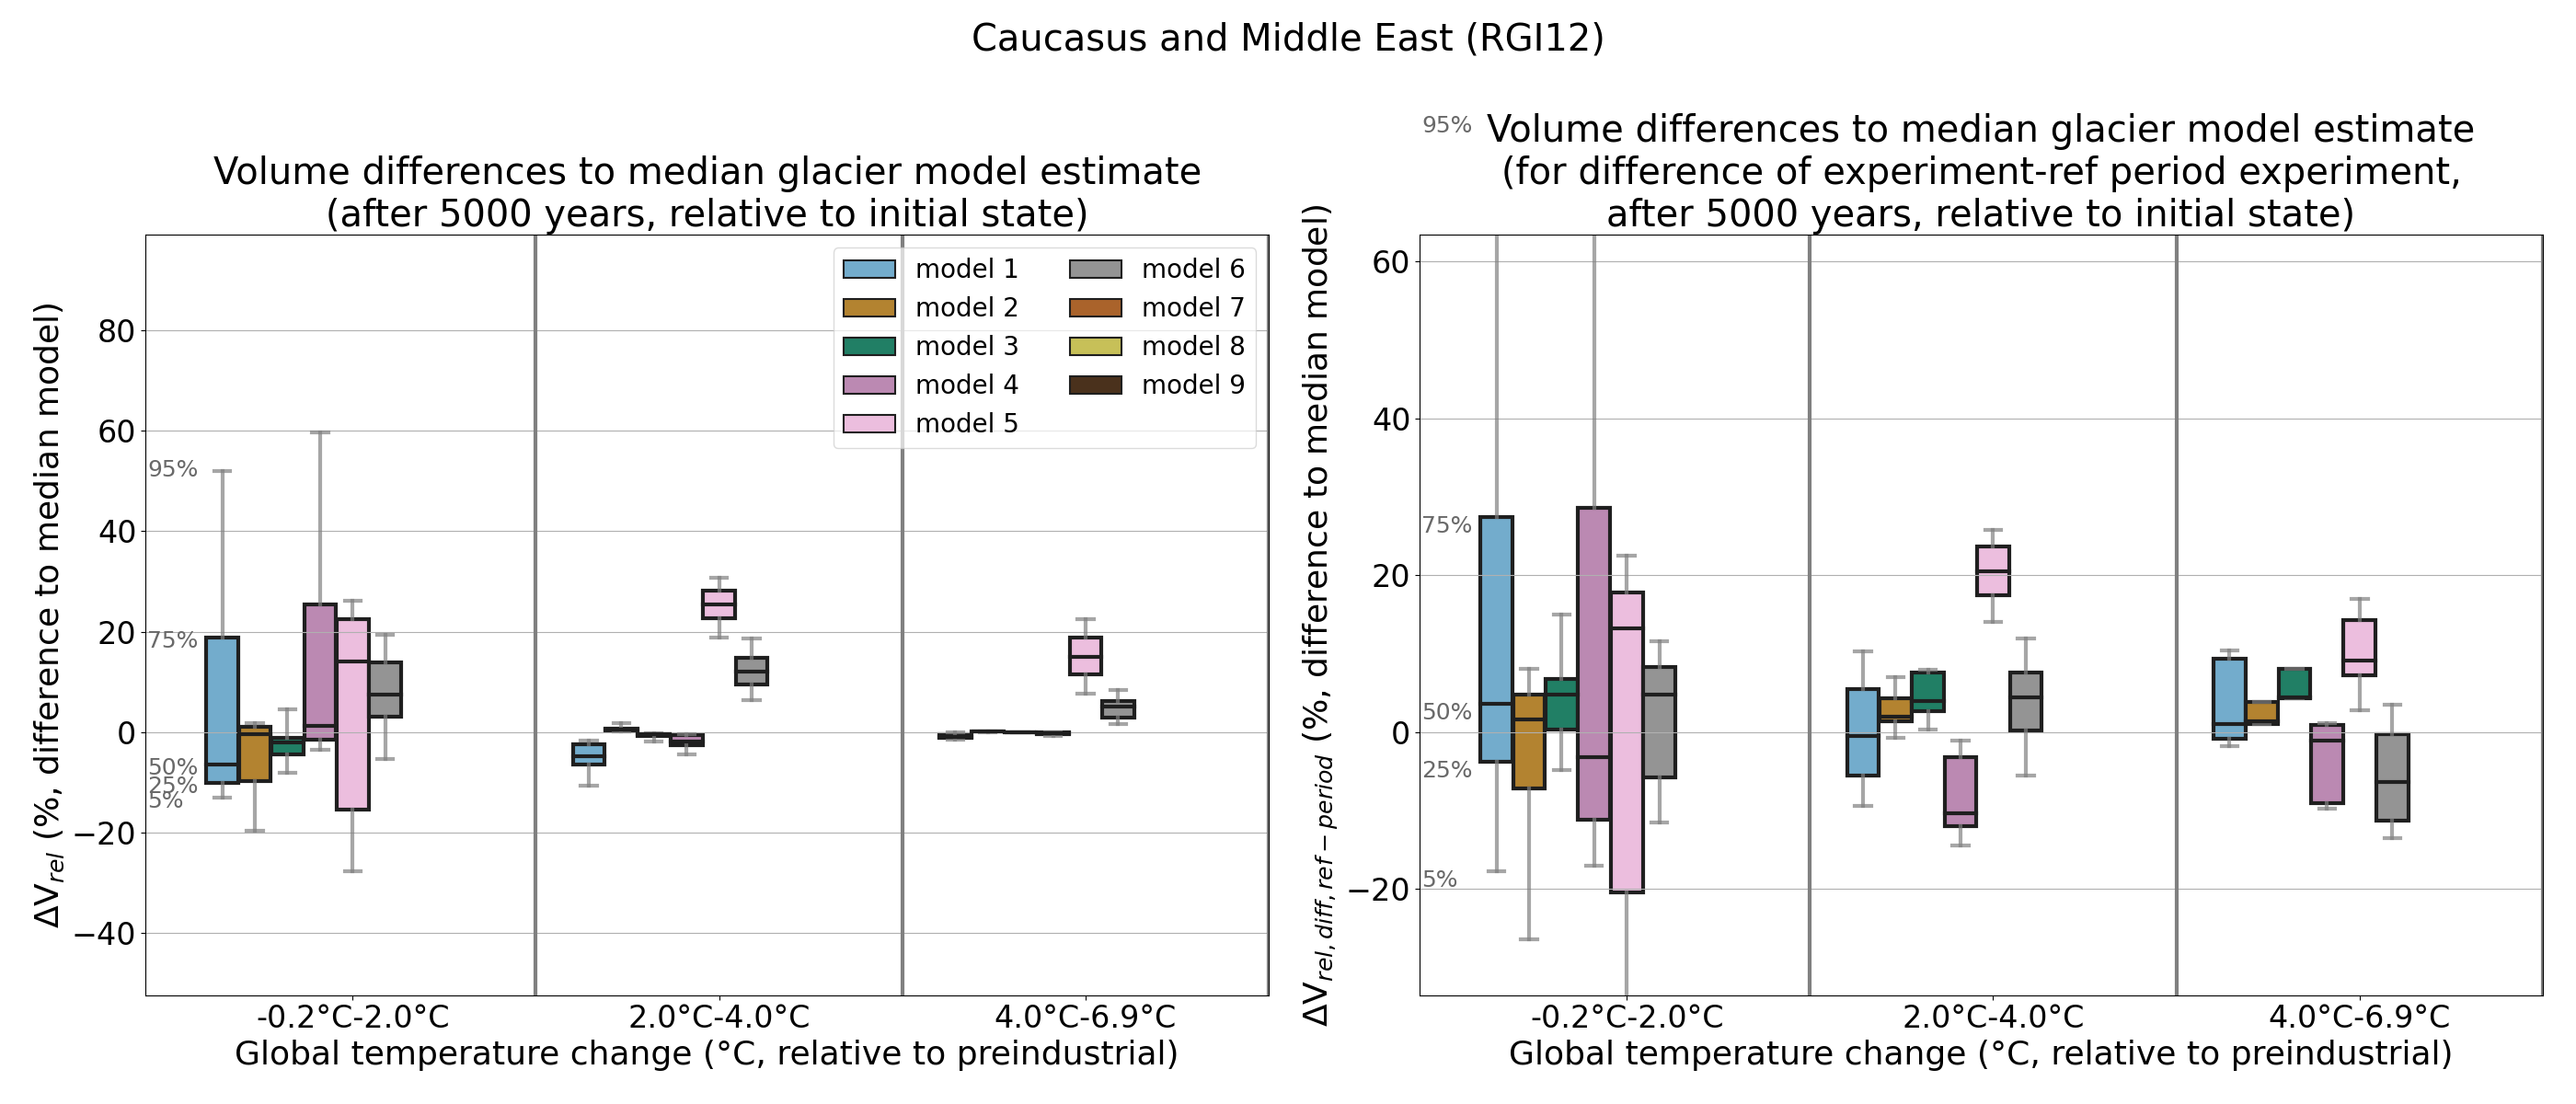 Caucasus and Middle East (RGI12)
Volume differences to median glacier model estimate
(after 5000 years, relative to initial state)
ΔV_rel (%, difference to median model)
80
60
40
20
0
−20
−40
95%
75%
50%
25%
5%
model 1
model 2
model 3
model 4
model 5
model 6
model 7
model 8
model 9
-0.2°C-2.0°C
2.0°C-4.0°C
4.0°C-6.9°C
Global temperature change (°C, relative to preindustrial)
95%
Volume differences to median glacier model estimate
(for difference of experiment-ref period experiment,
after 5000 years, relative to initial state)
ΔV_rel, diff, ref−period (%, difference to median model)
60
40
20
0
−20
75%
50%
25%
5%
-0.2°C-2.0°C
2.0°C-4.0°C
4.0°C-6.9°C
Global temperature change (°C, relative to preindustrial)